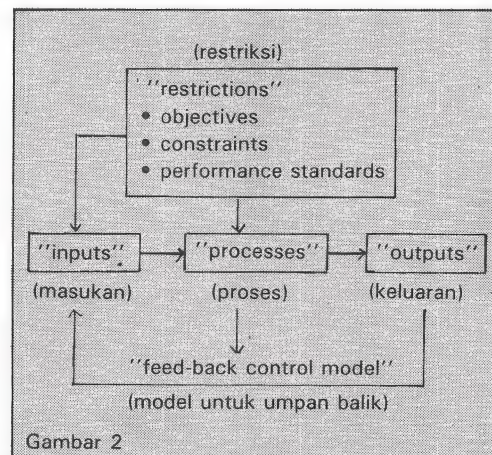 (restriksi)
''restrictions''
• objectives
• constraints
• performance standards
''inputs'' ''processes'' ''outputs''
(masukan) (proses) (keluaran)
''feed-back control model''
(model untuk umpan balik)
Gambar 2